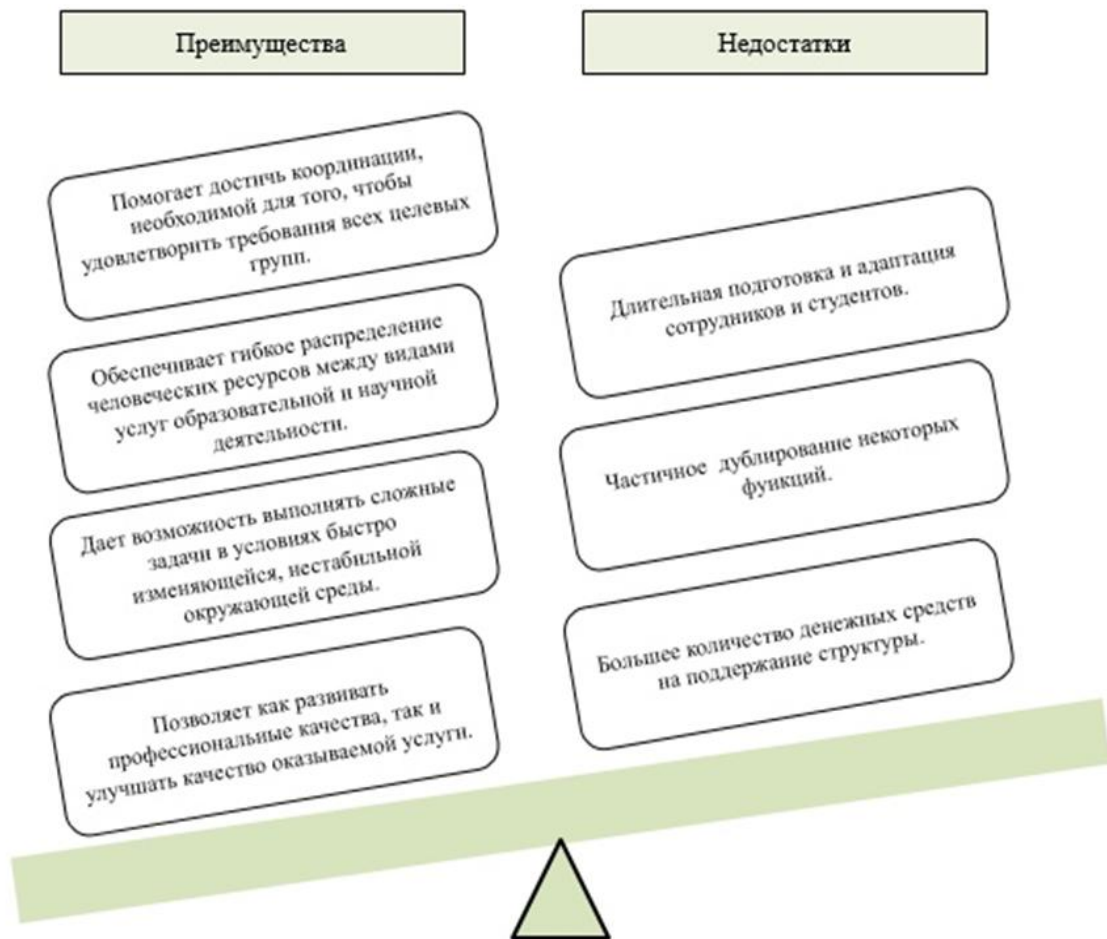 Преимущества
Помогает достичь координации,
необходимой для того, чтобы
удовлетворить требования всех целевых
групп.
Обеспечивает гибкое распределение
человеческих ресурсов между видами
услуг образовательной и научной
деятельности.
Дает возможность выполнять сложные
задачи в условиях быстро
изменяющейся, нестабильной
окружающей среды.
Позволяет как развивать
профессиональные качества, так и
улучшать качество оказываемой услуги.
Недостатки
Длительная подготовка и адаптация
сотрудников и студентов.
Частичное дублирование некоторых
функций.
Большее количество денежных средств
на поддержание структуры.